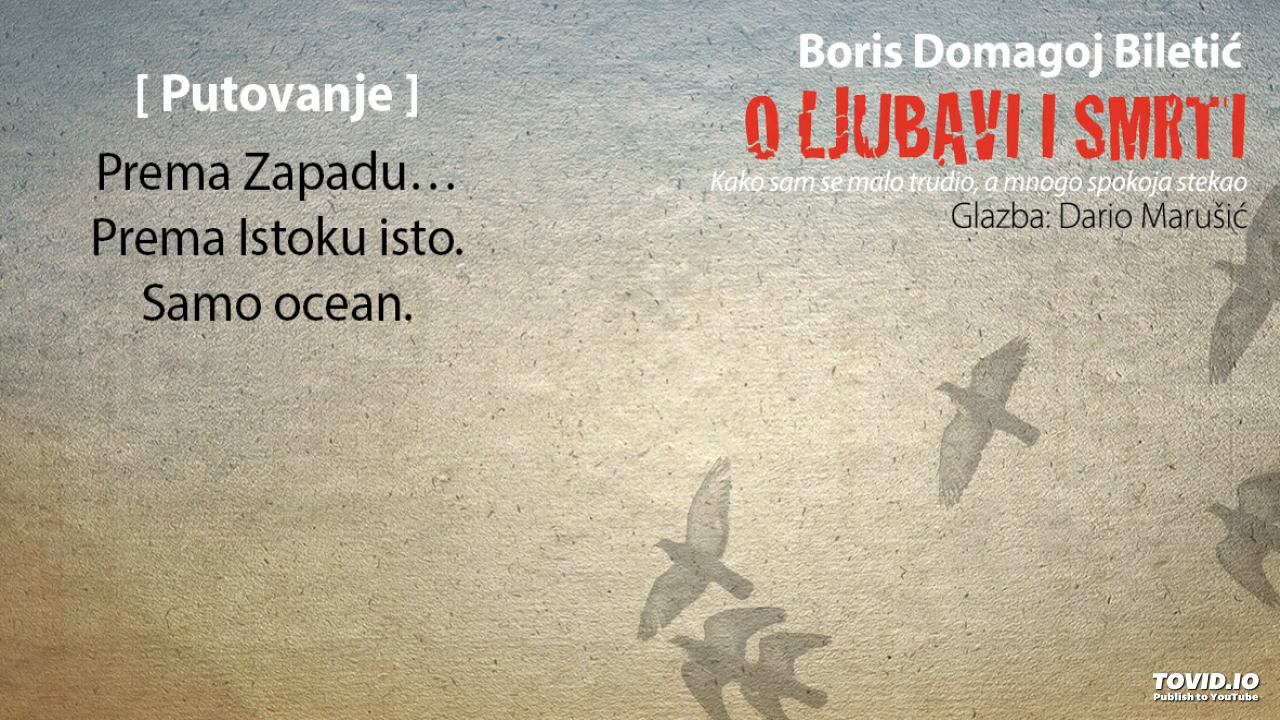 [ Putovanje ]
Prema Zapadu…
Prema Istoku isto.
Samo ocean.
Boris Domagoj Biletić
O LJUBAVI I SMRTI
Kako sam se malo trudio, a mnogo spokoja stekao
Glazba: Dario Marušić
TOVID.IO
Publish to YouTube